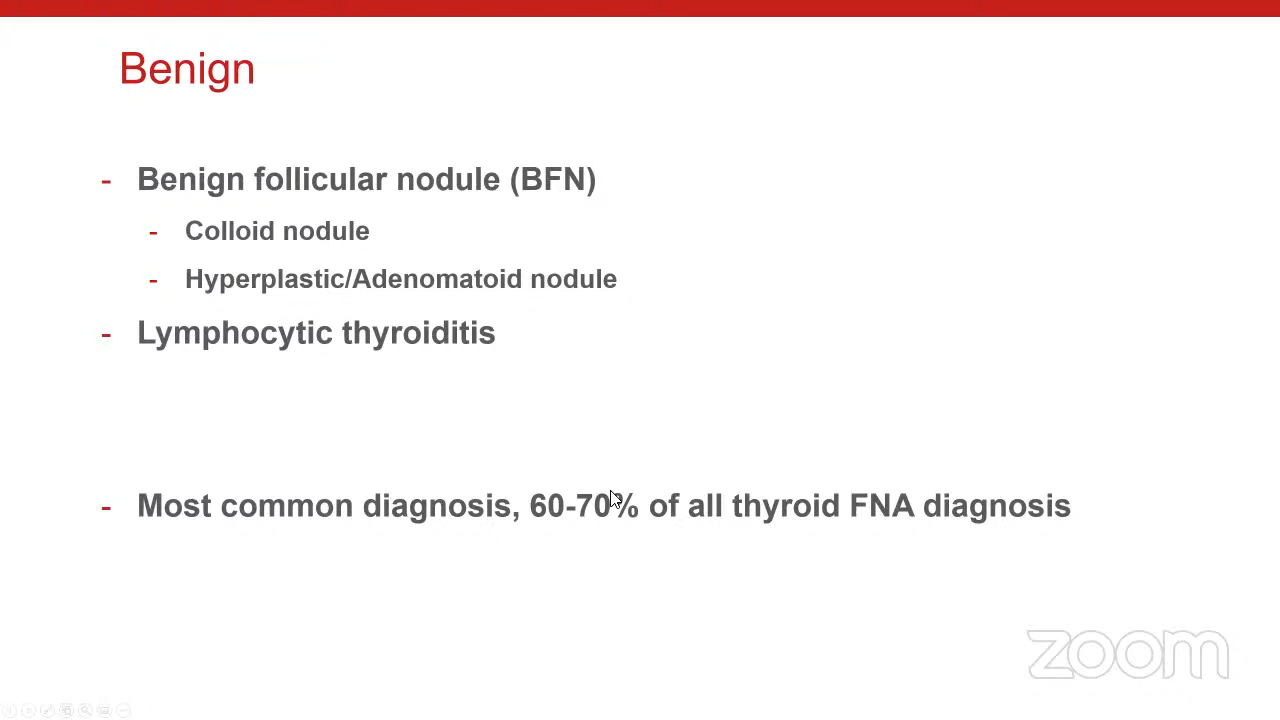 Benign
- Benign follicular nodule (BFN)
- Colloid nodule
- Hyperplastic/Adenomatoid nodule
- Lymphocytic thyroiditis
- Most common diagnosis, 60-70% of all thyroid FNA diagnosis
zoom